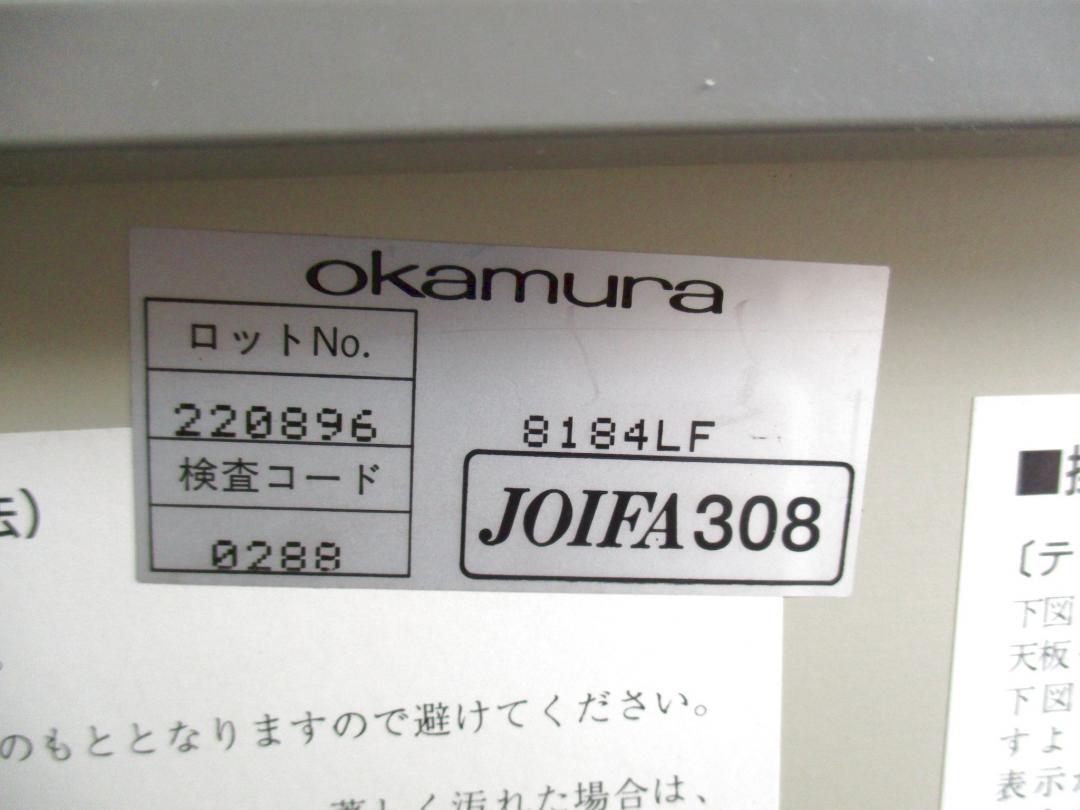 okamura
ロットNo.
220896
検査コード
0288
8184LF
JOIFA308
法)
のもととなりますので避けてください。
著しく汚れた場合は、
■
〔テ
下図
天板
下図
すよ
表示